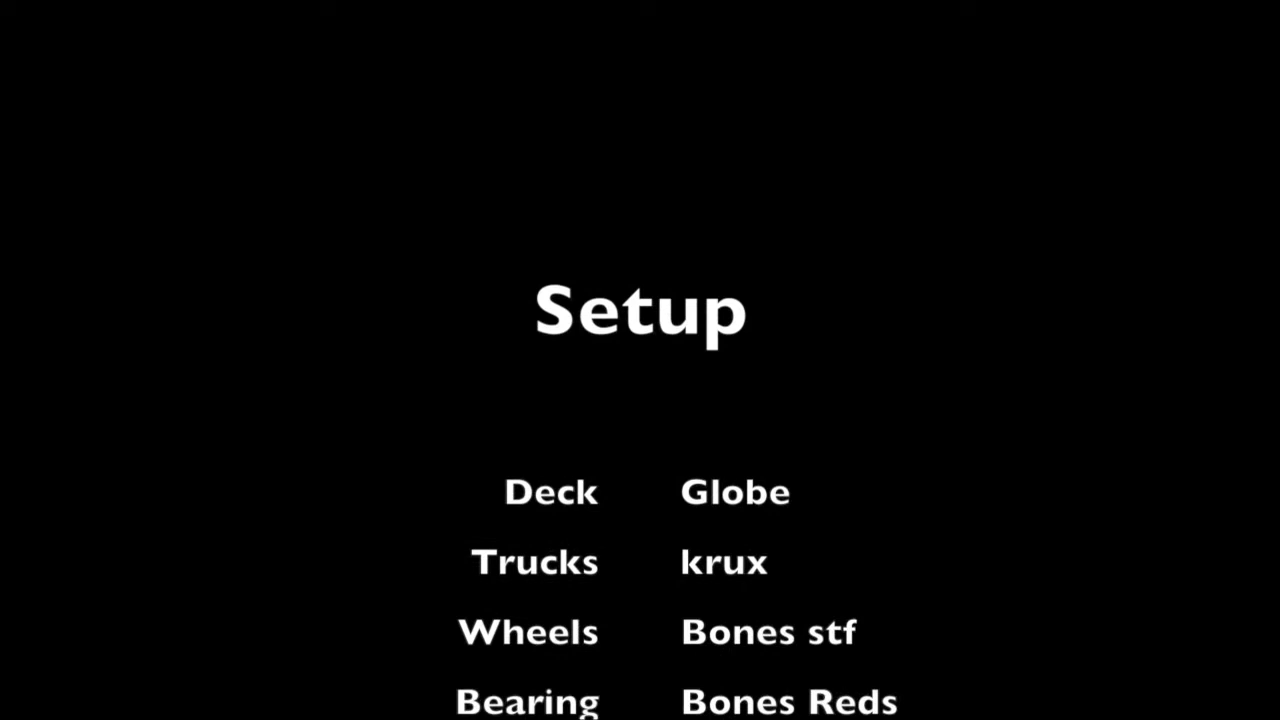 Setup
Deck Globe
Trucks krux
Wheels Bones stf
Bearing Bones Reds